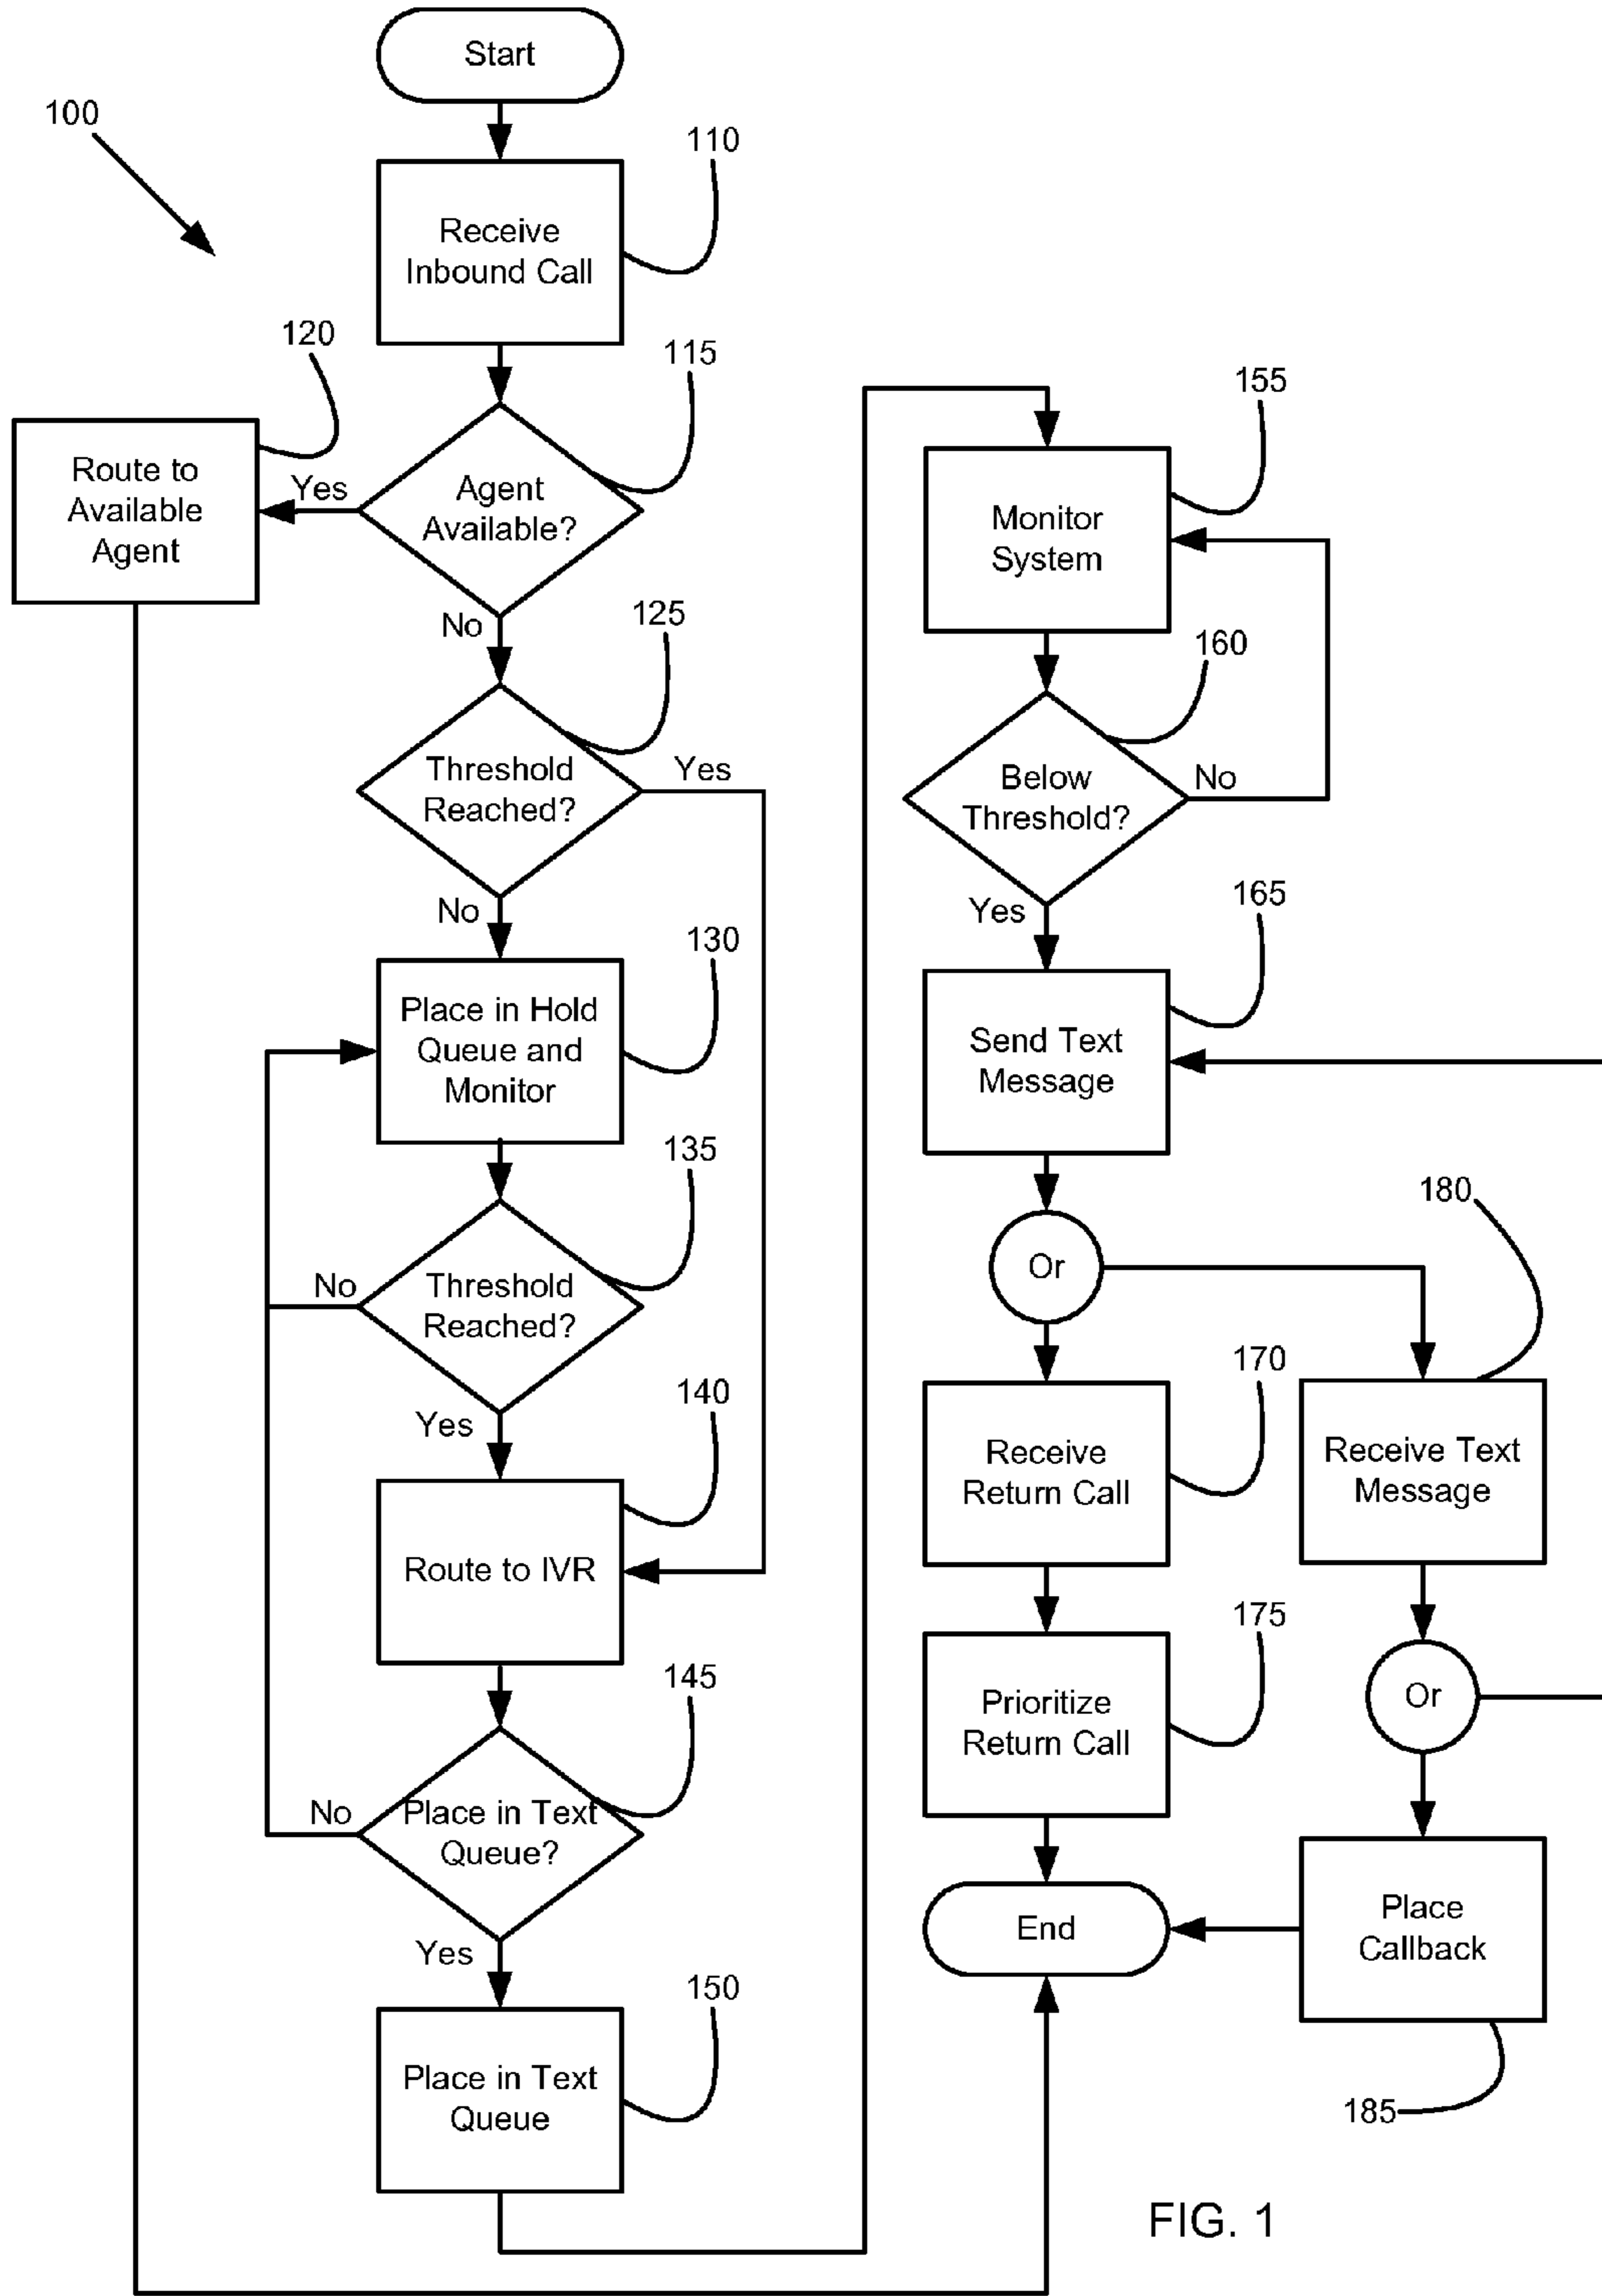 Start
100
110
Receive
Inbound Call
120
115
Route to
Available
Agent
Yes
Agent
Available?
No
125
Threshold
Reached?
Yes
No
130
Place in Hold
Queue and
Monitor
135
No
Threshold
Reached?
Yes
140
Route to IVR
145
No
Place in Text
Queue?
Yes
150
Place in Text
Queue
155
Monitor
System
160
Below
Threshold?
No
Yes
165
Send Text
Message
Or
180
170
Receive
Return Call
Receive Text
Message
175
Prioritize
Return Call
Or
End
Place
Callback
185
FIG. 1